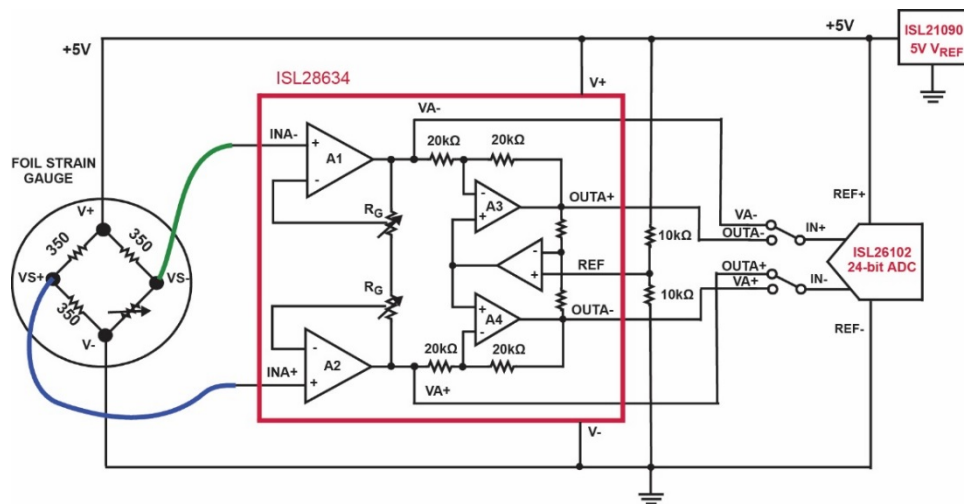 +5V
+5V
ISL21090
5V VREF
ISL28634
V+
VA-
INA-
20kΩ
20kΩ
FOIL STRAIN
GAUGE
+
-
A1
-
+
A3
OUTA+
REF+
V+
350
350
RG
VA-
OUTA-
IN+
VS+
VS-
-
+
REF
10kΩ
ISL26102
24-bit ADC
350
RG
10kΩ
OUTA+
VA+
IN-
V-
+
-
A4
OUTA-
REF-
-
+
A2
20kΩ
20kΩ
INA+
VA+
V-